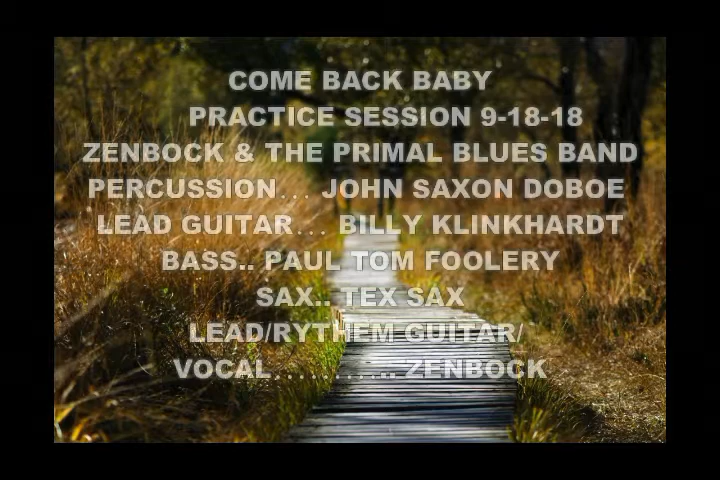 COME BACK BABY
PRACTICE SESSION 9-18-18
ZENBOCK & THE PRIMAL BLUES BAND
PERCUSSION.... JOHN SAXON DOBOE
LEAD GUITAR.... BILLY KLINKHARDT
BASS.. PAUL TOM FOOLERY
SAX.. TEX SAX
LEAD/RYTHEM GUITAR/
VOCAL............. ZENBOCK